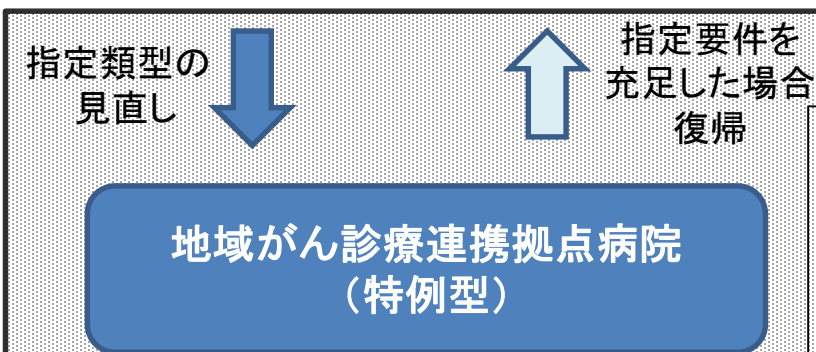 指定類型の
見直し
指定要件を
充足した場合
復帰
地域がん診療連携拠点病院
（特例型）